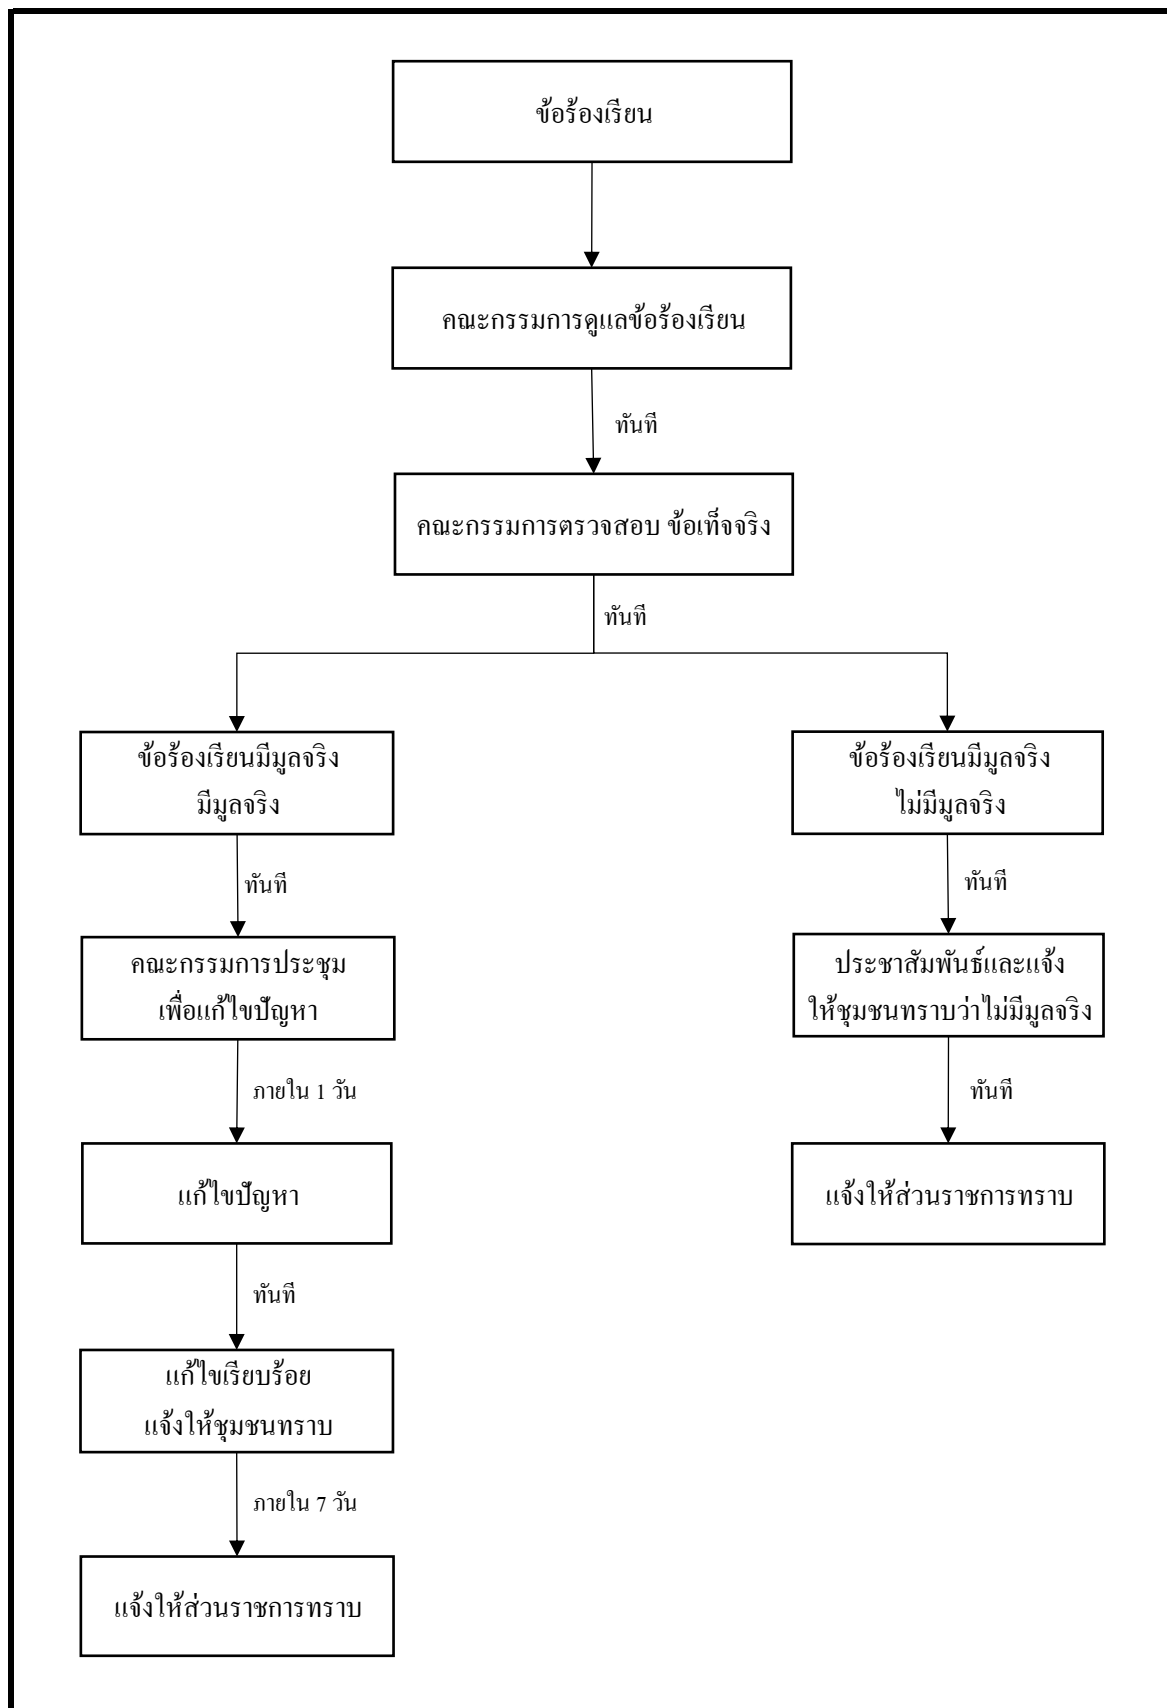 ข้อร้องเรียน
คณะกรรมการดูแลข้อร้องเรียน
ทันที
คณะกรรมการตรวจสอบ ข้อเท็จจริง
ทันที
ข้อร้องเรียนมีมูลจริง
มีมูลจริง
ทันที
คณะกรรมการประชุม
เพื่อแก้ไขปัญหา
ภายใน 1 วัน
แก้ไขปัญหา
ทันที
แก้ไขเรียบร้อย
แจ้งให้ชุมชนทราบ
ภายใน 7 วัน
แจ้งให้ส่วนราชการทราบ
ข้อร้องเรียนมีมูลจริง
ไม่มีมูลจริง
ทันที
ประชาสัมพันธ์และแจ้ง
ให้ชุมชนทราบว่าไม่มีมูลจริง
ทันที
แจ้งให้ส่วนราชการทราบ